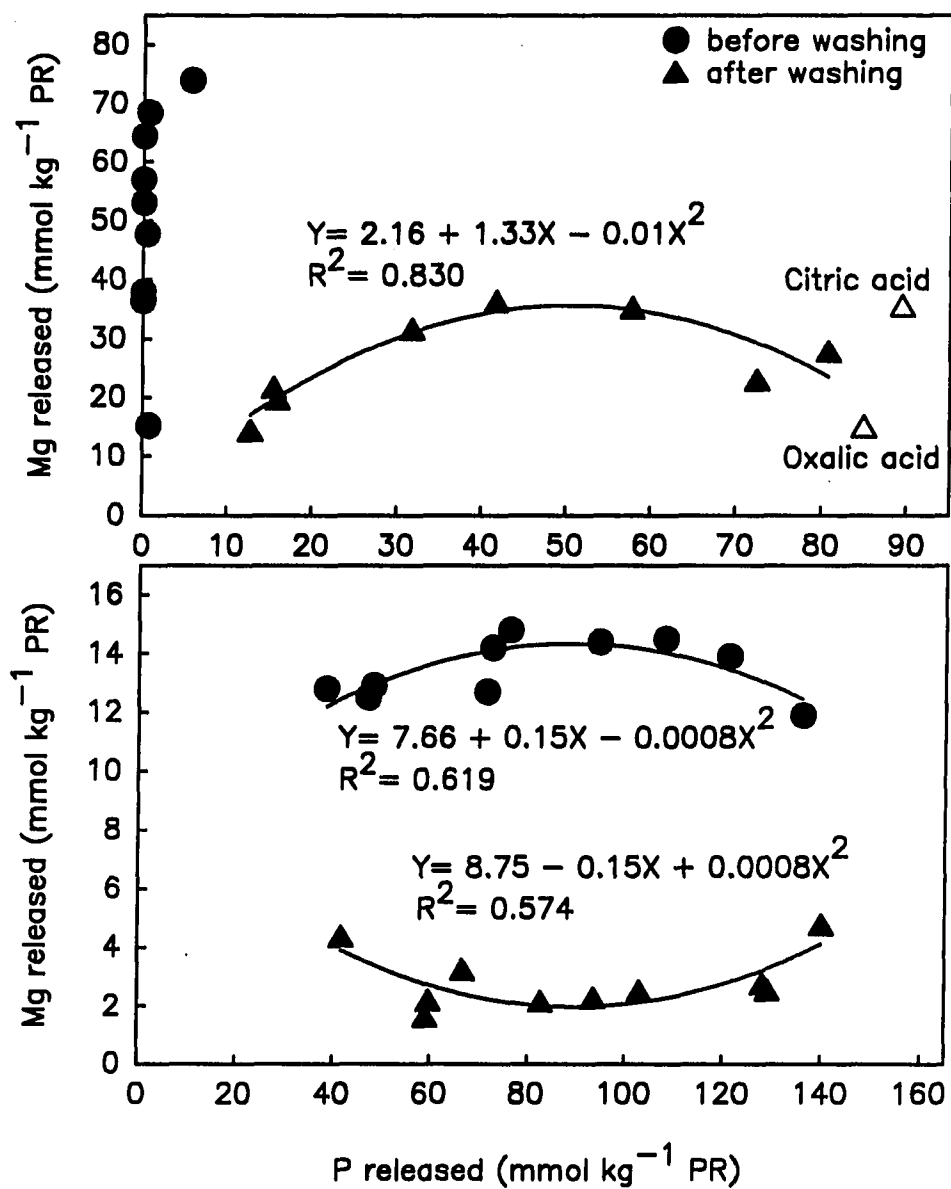 ● before washing
▲ after washing
Mg released (mmol kg⁻¹ PR)
80
70
60
50
40
30
20
10
0
Y= 2.16 + 1.33X − 0.01X²
R²= 0.830
Citric acid
Oxalic acid
0 10 20 30 40 50 60 70 80 90
Mg released (mmol kg⁻¹ PR)
16
14
12
10
8
6
4
2
0
Y= 7.66 + 0.15X − 0.0008X²
R²= 0.619
Y= 8.75 − 0.15X + 0.0008X²
R²= 0.574
0 20 40 60 80 100 120 140 160
P released (mmol kg⁻¹ PR)